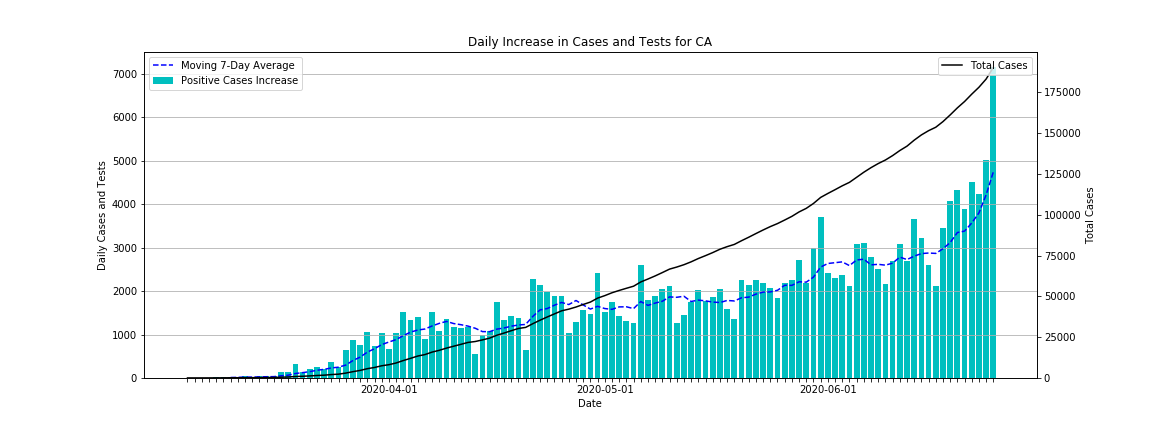 Daily Increase in Cases and Tests for CA
Moving 7-Day Average
Positive Cases Increase
Total Cases
7000
6000
5000
4000
3000
2000
1000
0
Daily Cases and Tests
175000
150000
125000
100000
75000
50000
25000
0
Total Cases
2020-04-01
2020-05-01
2020-06-01
Date